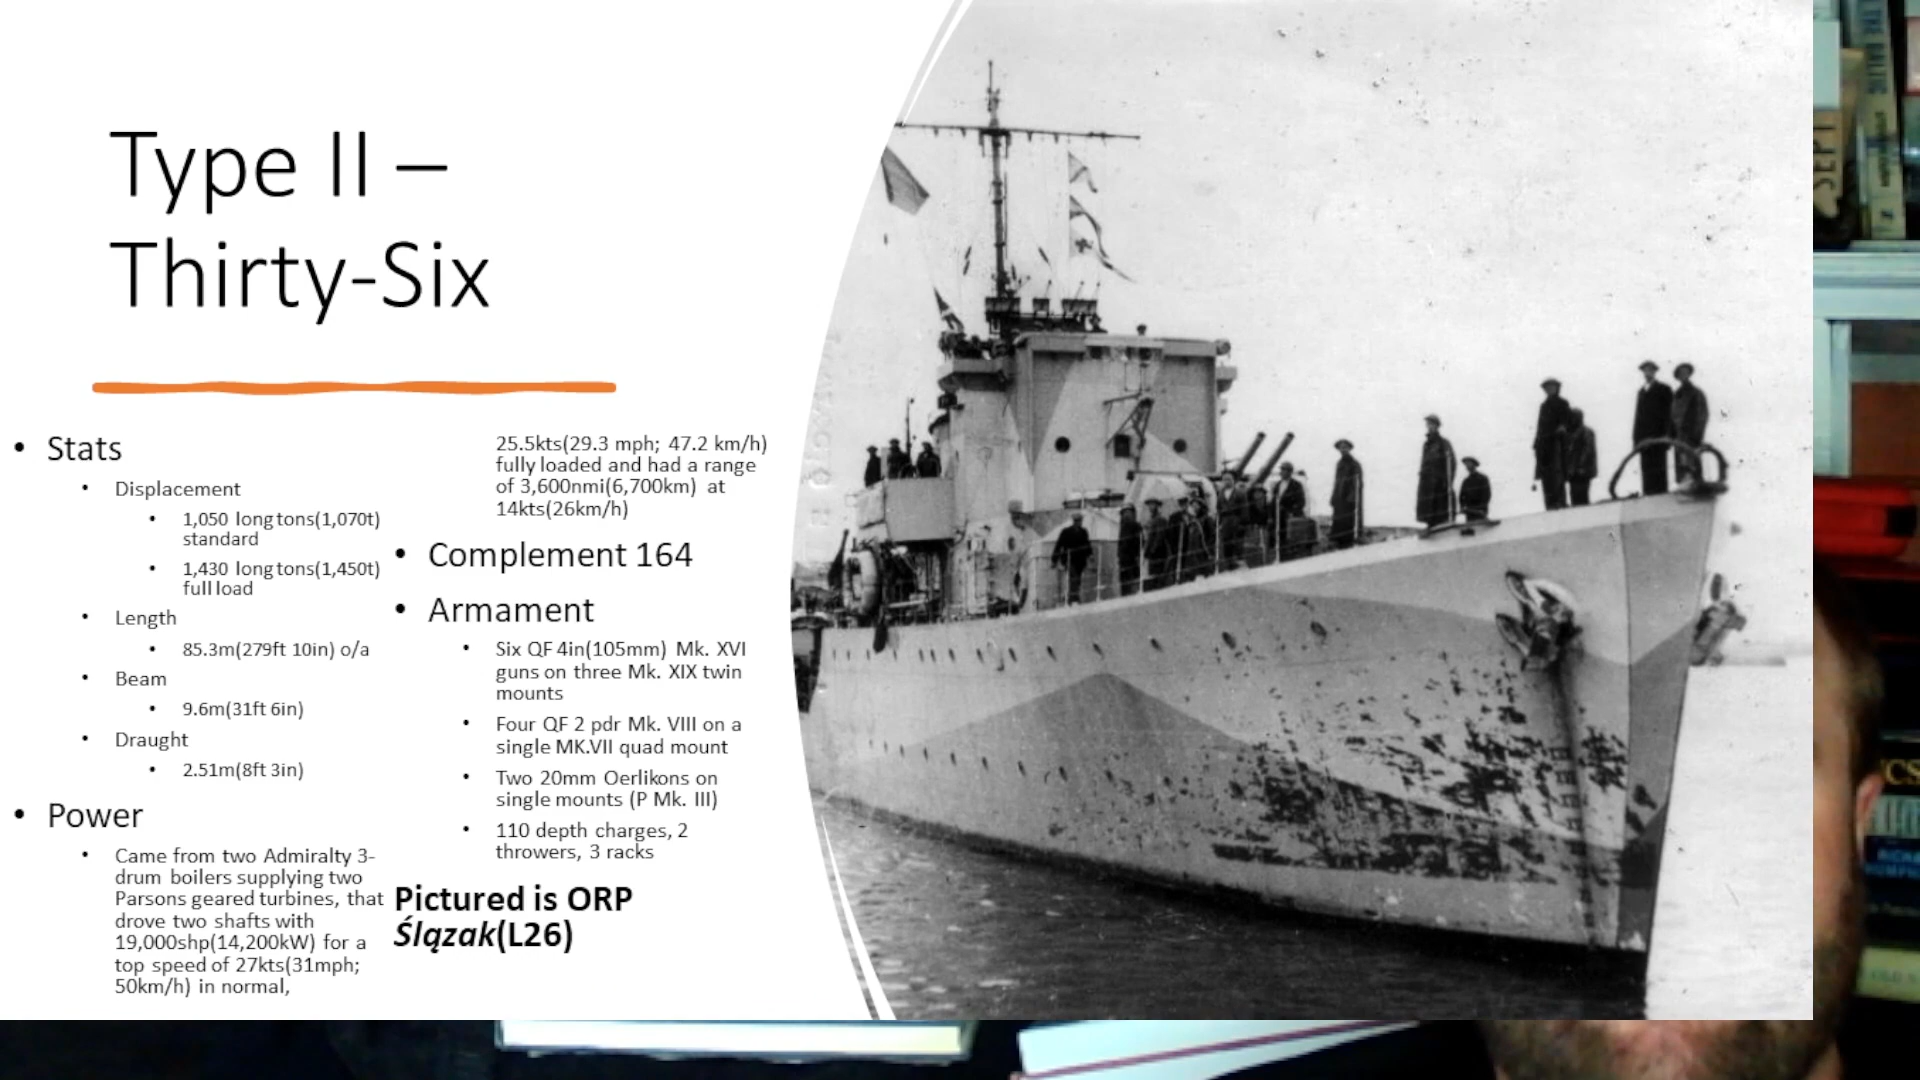 Type II –
Thirty-Six
• Stats
• Displacement
• 1,050 long tons(1,070t)
standard
• 1,430 long tons(1,450t)
full load
• Length
• 85.3m(279ft 10in) o/a
• Beam
• 9.6m(31ft 6in)
• Draught
• 2.51m(8ft 3in)
• Power
• Came from two Admiralty 3-
drum boilers supplying two
Parsons geared turbines, that
drove two shafts with
19,000shp(14,200kW) for a
top speed of 27kts(31mph;
50km/h) in normal,
25.5kts(29.3 mph; 47.2 km/h)
fully loaded and had a range
of 3,600nmi(6,700km) at
14kts(26km/h)
• Complement 164
• Armament
• Six QF 4in(105mm) Mk. XVI
guns on three Mk. XIX twin
mounts
• Four QF 2 pdr Mk. VIII on a
single MK.VII quad mount
• Two 20mm Oerlikons on
single mounts (P Mk. III)
• 110 depth charges, 2
throwers, 3 racks
Pictured is ORP
Ślązak(L26)